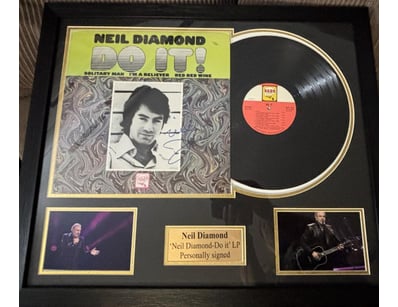 NEIL DIAMOND
DO IT!
SOLITARY MAN · I'M A BELIEVER · RED RED WINE
BANG
Neil Diamond
'Neil Diamond-Do it' LP
Personally signed